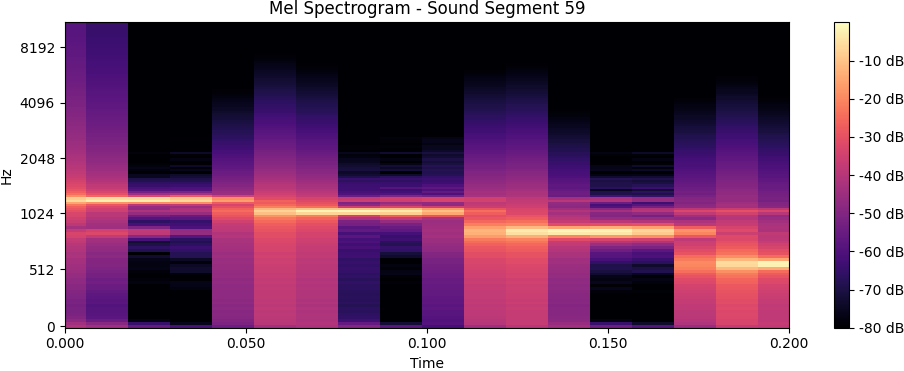 Mel Spectrogram - Sound Segment 59
Hz
8192
4096
2048
1024
512
0
0.000
0.050
0.100
0.150
0.200
Time
-10 dB
-20 dB
-30 dB
-40 dB
-50 dB
-60 dB
-70 dB
-80 dB